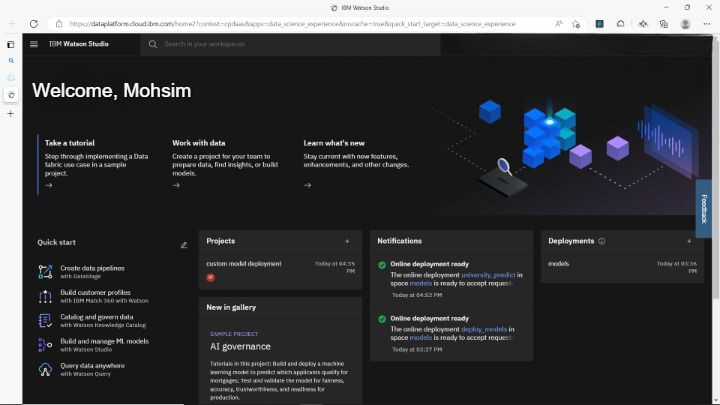 IBM Watson Studio
https://dataplatform.cloud.ibm.com/home2?context=cpdaas&apps=data_science_experience&nocache=true&quick_start_target=data_science_experience
IBM Watson Studio
Search in your workspaces
Welcome, Mohsim
Take a tutorial
Step through implementing a Data
fabric use case in a sample
project.
Work with data
Create a project for your team to
prepare data, find insights, or build
models.
Learn what's new
Stay current with new features,
enhancements, and other changes.
Feedback
Quick start
Create data pipelines
with DataStage
Build customer profiles
with IBM Match 360 with Watson
Catalog and govern data
with Watson Knowledge Catalog
Build and manage ML models
with Watson Studio
Query data anywhere
with Watson Query
Projects
custom model deployment
Today at 04:35
PM
New in gallery
SAMPLE PROJECT
AI governance
Tutorials in this project: Build and deploy a machine
learning model to predict which applicants qualify for
mortgages; Test and validate the model for fairness,
accuracy, trustworthiness, and readiness for
production.
Notifications
Online deployment ready
The online deployment university_predict in
space models is ready to accept request
Today at 04:53 PM
Online deployment ready
The online deployment deploy_models in
space models is ready to accept request
Today at 03:37 PM
Deployments
models
Today at 03:36
PM